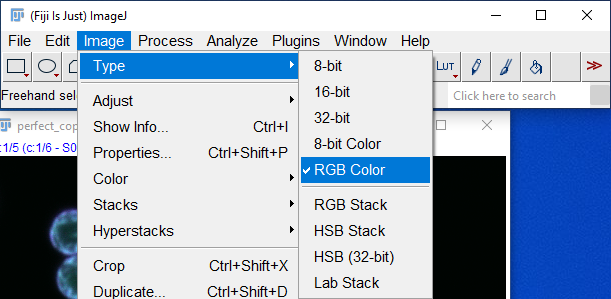 (Fiji Is Just) ImageJ
File Edit Image Process Analyze Plugins Window Help
LUT
Freehand sel
Click here to search
perfect_cop
:1/5 (c:1/6 - S0
Type
Adjust
Show Info... Ctrl+I
Properties... Ctrl+Shift+P
Color
Stacks
Hyperstacks
Crop Ctrl+Shift+X
Duplicate... Ctrl+Shift+D
8-bit
16-bit
32-bit
8-bit Color
RGB Color
RGB Stack
HSB Stack
HSB (32-bit)
Lab Stack